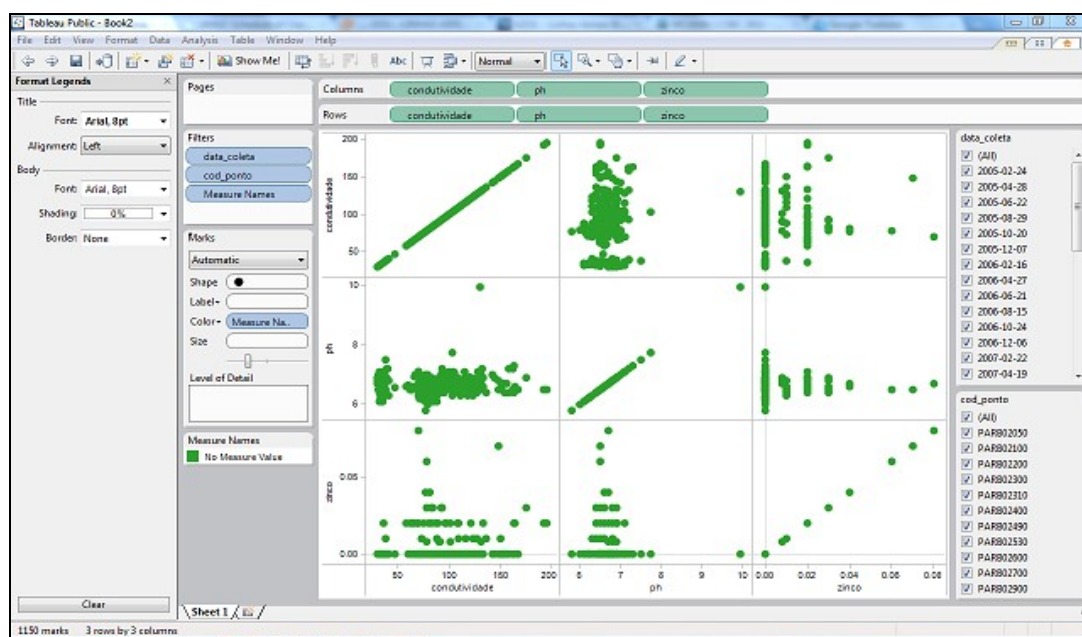 Tableau Public - Book2
File Edit View Format Data Analysis Table Window Help
Show Me! Abc Normal
Format Legends
Title
Font: Arial, 8pt
Alignment: Left
Body
Font: Arial, 8pt
Shading: 0%
Border: None
Clear
Pages
Filters
data_coleta
cod_ponto
Measure Names
Marks
Automatic
Shape
Label
Color Measure Na..
Size
Level of Detail
Measure Names
No Measure Value
Columns condutividade ph zinco
Rows condutividade ph zinco
200
150
100
50
condutividade
10
8
6
ph
0.05
0.00
zinco
50 100 150 200
condutividade
6 7 8 9 10
ph
0.00 0.02 0.04 0.06 0.08
zinco
data_coleta
(All)
2005-02-24
2005-04-28
2005-06-22
2005-08-29
2005-10-20
2005-12-07
2006-02-16
2006-04-27
2006-06-21
2006-08-15
2006-10-24
2006-12-06
2007-02-22
2007-04-19
cod_ponto
(All)
PARB02050
PARB02100
PARB02200
PARB02300
PARB02310
PARB02400
PARB02490
PARB02530
PARB02600
PARB02700
PARB02900
Sheet 1
1150 marks 3 rows by 3 columns